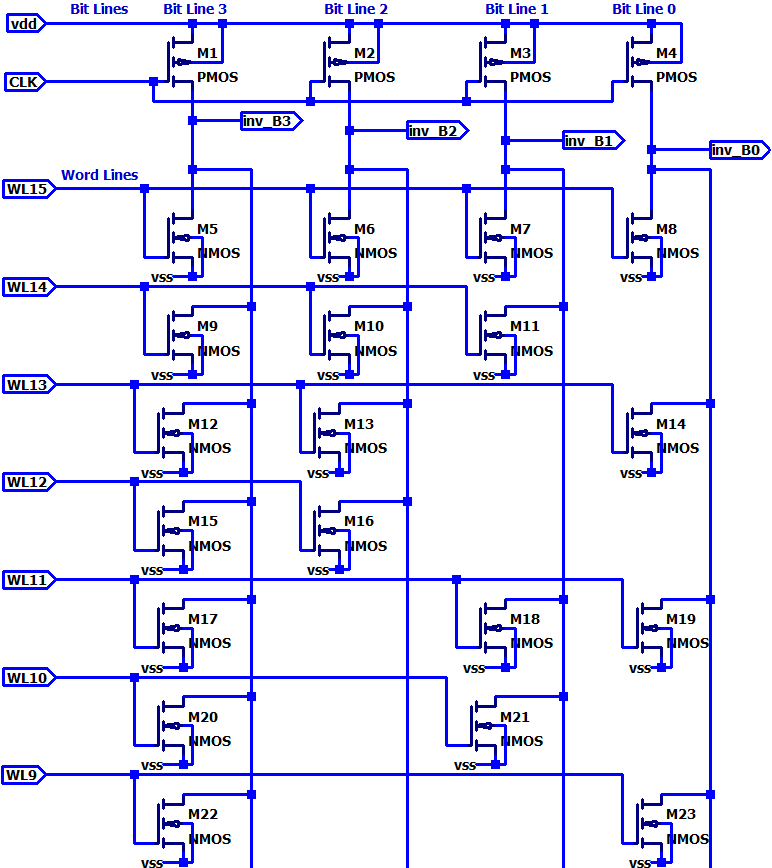 Bit Lines Bit Line 3 Bit Line 2 Bit Line 1 Bit Line 0
vdd
M1 M2 M3 M4
PMOS PMOS PMOS PMOS
CLK
inv_B3
inv_B2
inv_B1
inv_B0
Word Lines
WL15
M5 M6 M7 M8
NMOS NMOS NMOS NMOS
vss vss vss vss
WL14
M9 M10 M11
NMOS NMOS NMOS
vss vss vss
WL13
M12 M13 M14
NMOS NMOS NMOS
vss vss vss
WL12
M15 M16
NMOS NMOS
vss vss
WL11
M17 M18 M19
NMOS NMOS NMOS
vss vss vss
WL10
M20 M21
NMOS NMOS
vss vss
WL9
M22 M23
NMOS NMOS
vss vss